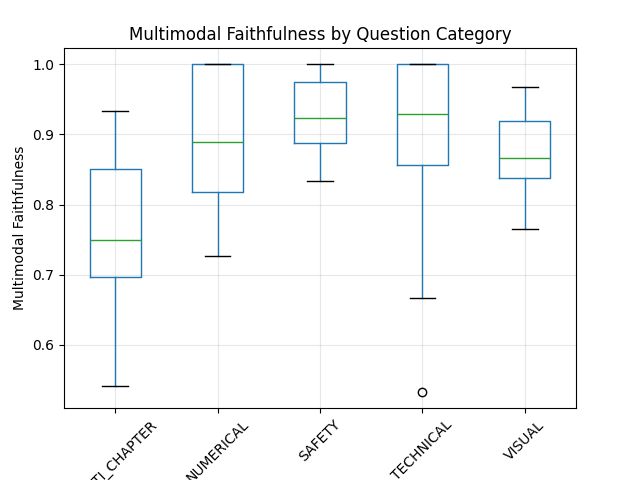 Multimodal Faithfulness by Question Category
Multimodal Faithfulness
1.0
0.9
0.8
0.7
0.6
TI_CHAPTER
NUMERICAL
SAFETY
TECHNICAL
VISUAL